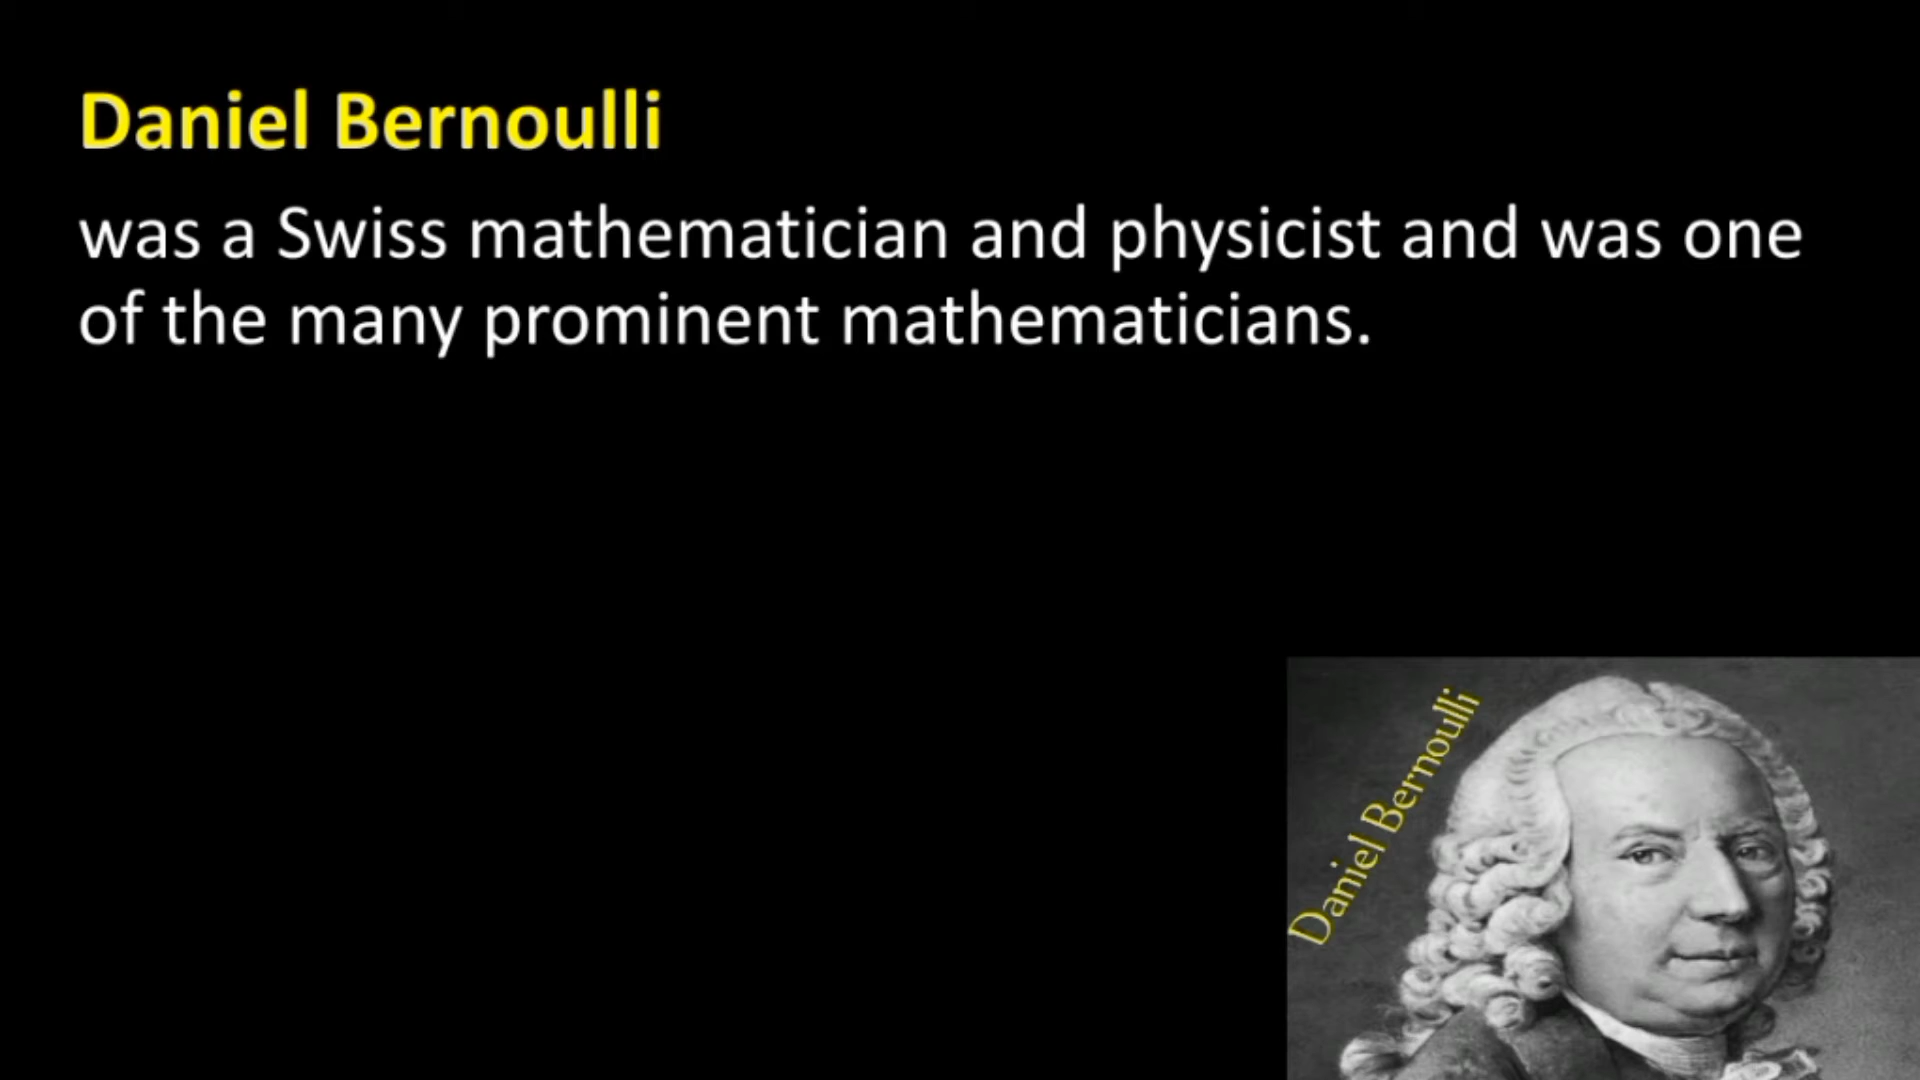 Daniel Bernoulli
was a Swiss mathematician and physicist and was one
of the many prominent mathematicians.
Daniel Bernoulli